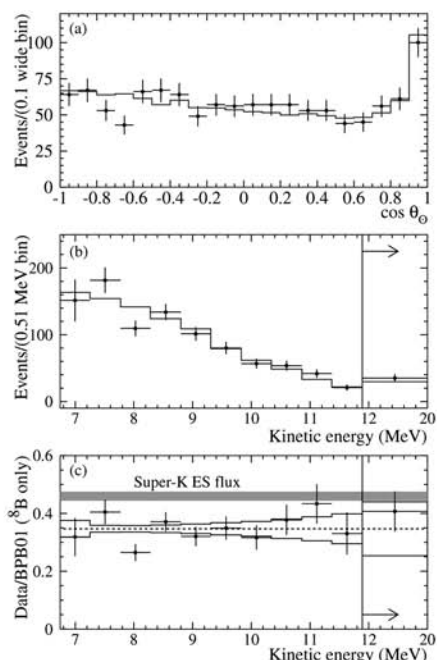 (a)
Events/(0.1 wide bin)
100
75
50
25
0
-1 -0.8 -0.6 -0.4 -0.2 0 0.2 0.4 0.6 0.8 1
cos θ⊙
(b)
Events/(0.51 MeV bin)
200
100
0
7 8 9 10 11 12 20
Kinetic energy (MeV)
(c)
Data/BPB01 (⁸B only)
0.6
Super-K ES flux
0.4
0.2
0
7 8 9 10 11 12 20
Kinetic energy (MeV)